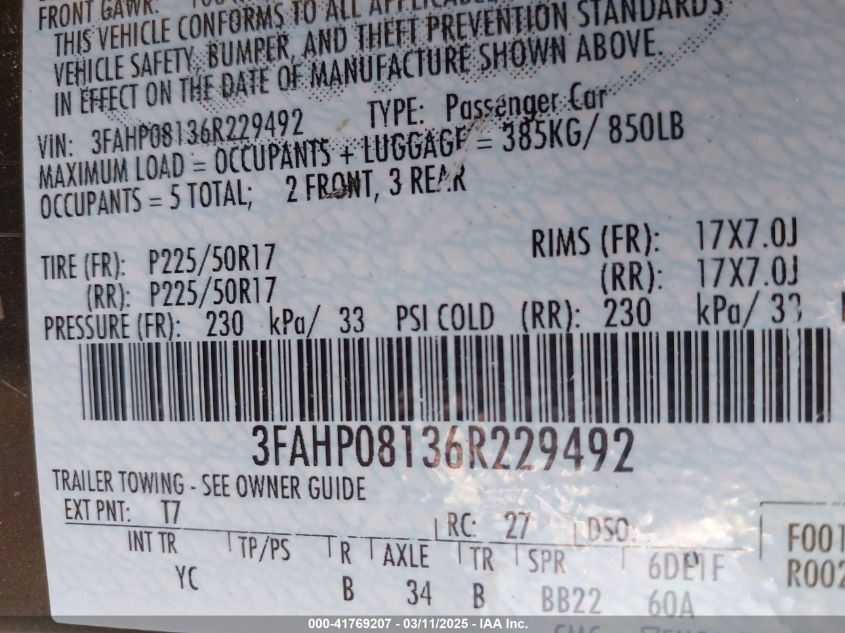 FRONT GAWR:
THIS VEHICLE CONFORMS TO ALL APPLICABLE
VEHICLE SAFETY, BUMPER, AND THEFT PREVENTION STANDARDS
IN EFFECT ON THE DATE OF MANUFACTURE SHOWN ABOVE.
VIN: 3FAHP08136R229492 TYPE: Passenger Car
MAXIMUM LOAD = OCCUPANTS + LUGGAGE = 385KG/ 850LB
OCCUPANTS = 5 TOTAL; 2 FRONT, 3 REAR
TIRE (FR): P225/50R17 RIMS (FR): 17X7.0J
(RR): P225/50R17 (RR): 17X7.0J
PRESSURE (FR): 230 kPa/ 33 PSI COLD (RR): 230 kPa/ 33
3FAHP08136R229492
TRAILER TOWING - SEE OWNER GUIDE
EXT PNT: T7 RC: 27 DSO:
INT TR TP/PS R AXLE TR SPR
YC B 34 B BB22 60A
F001
R002
000-41769207 - 03/11/2025 - IAA Inc.